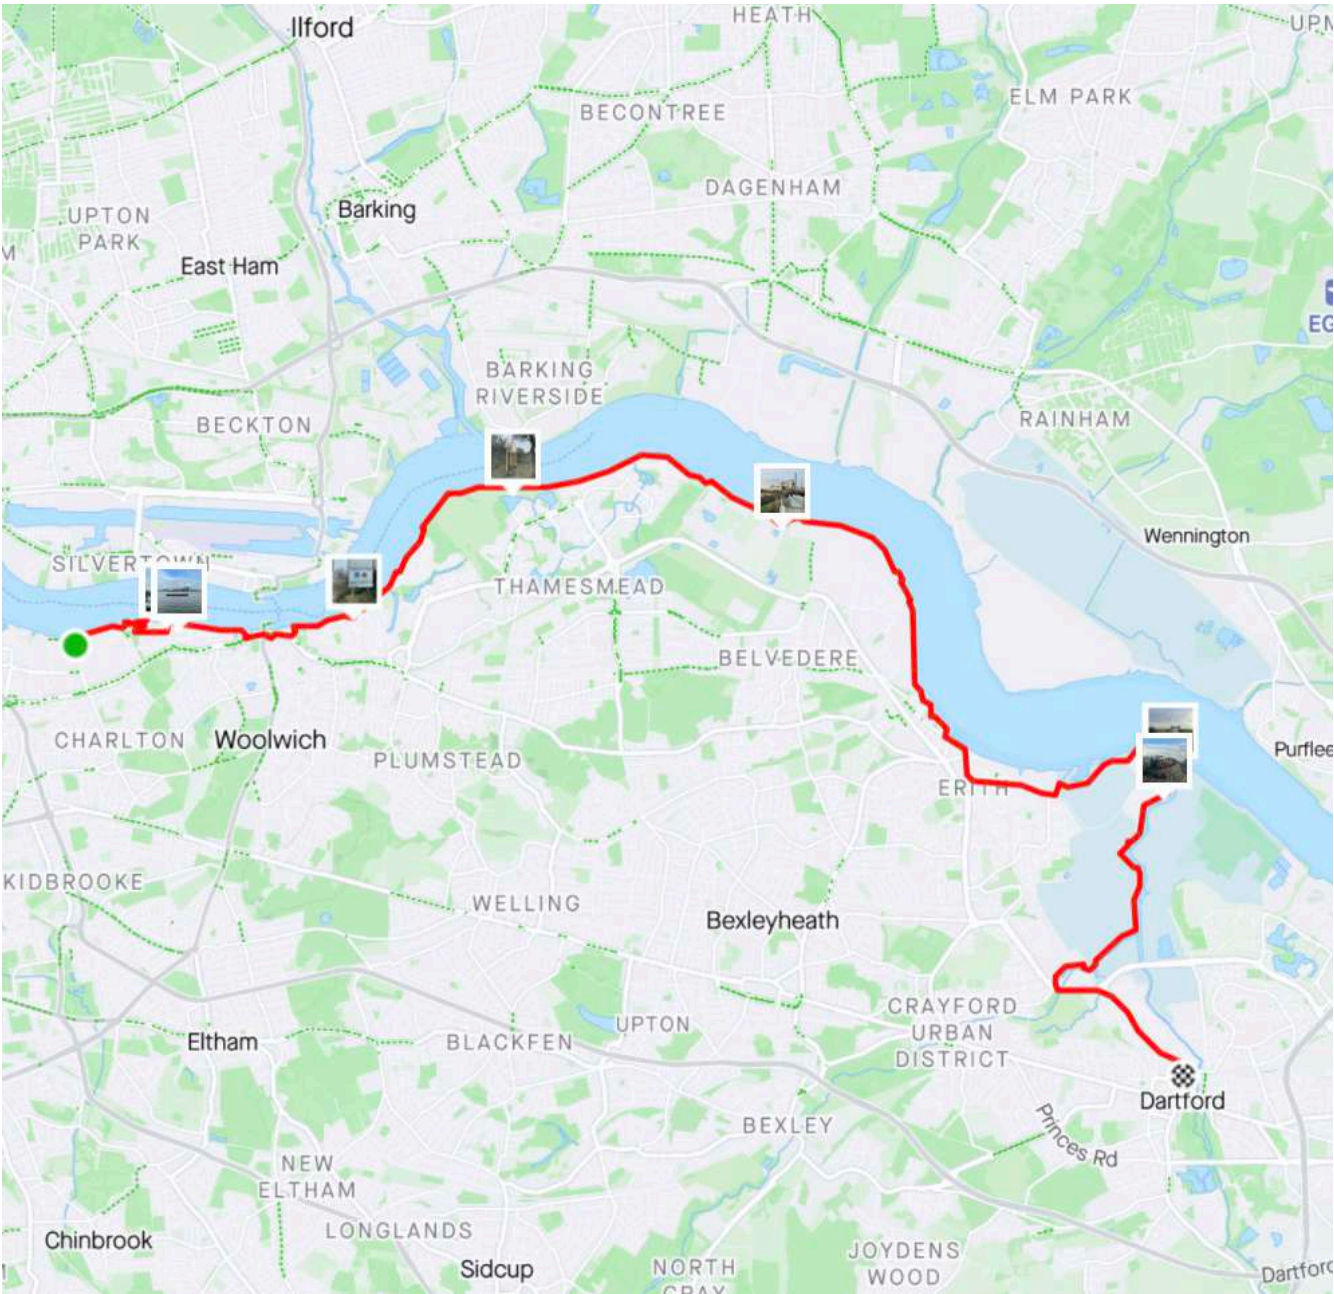 Ilford
HEATH
UPM
ELM PARK
BECONTREE
DAGENHAM
Barking
UPTON
PARK
M
East Ham
EG
BARKING
RIVERSIDE
BECKTON
RAINHAM
Wennington
SILVERTOWN
THAMESMEAD
BELVEDERE
CHARLTON
Woolwich
PLUMSTEAD
Purflee
ERITH
KIDBROOKE
WELLING
Bexleyheath
CRAYFORD
URBAN
DISTRICT
UPTON
Eltham
BLACKFEN
Dartford
Princes Rd
BEXLEY
NEW
ELTHAM
LONGLANDS
Chinbrook
Sidcup
NORTH
CRAY
JOYDENS
WOOD
Dartford